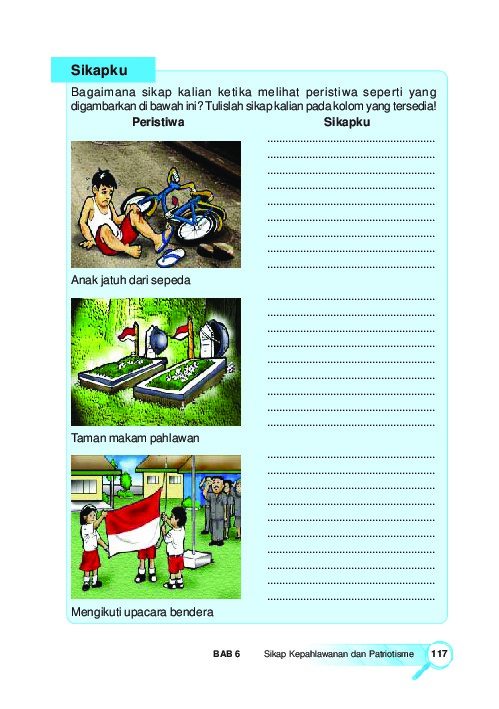 Sikapku
Bagaimana sikap kalian ketika melihat peristiwa seperti yang
digambarkan di bawah ini? Tulislah sikap kalian pada kolom yang tersedia!
Peristiwa Sikapku
Anak jatuh dari sepeda
Taman makam pahlawan
Mengikuti upacara bendera
BAB 6 Sikap Kepahlawanan dan Patriotisme 117